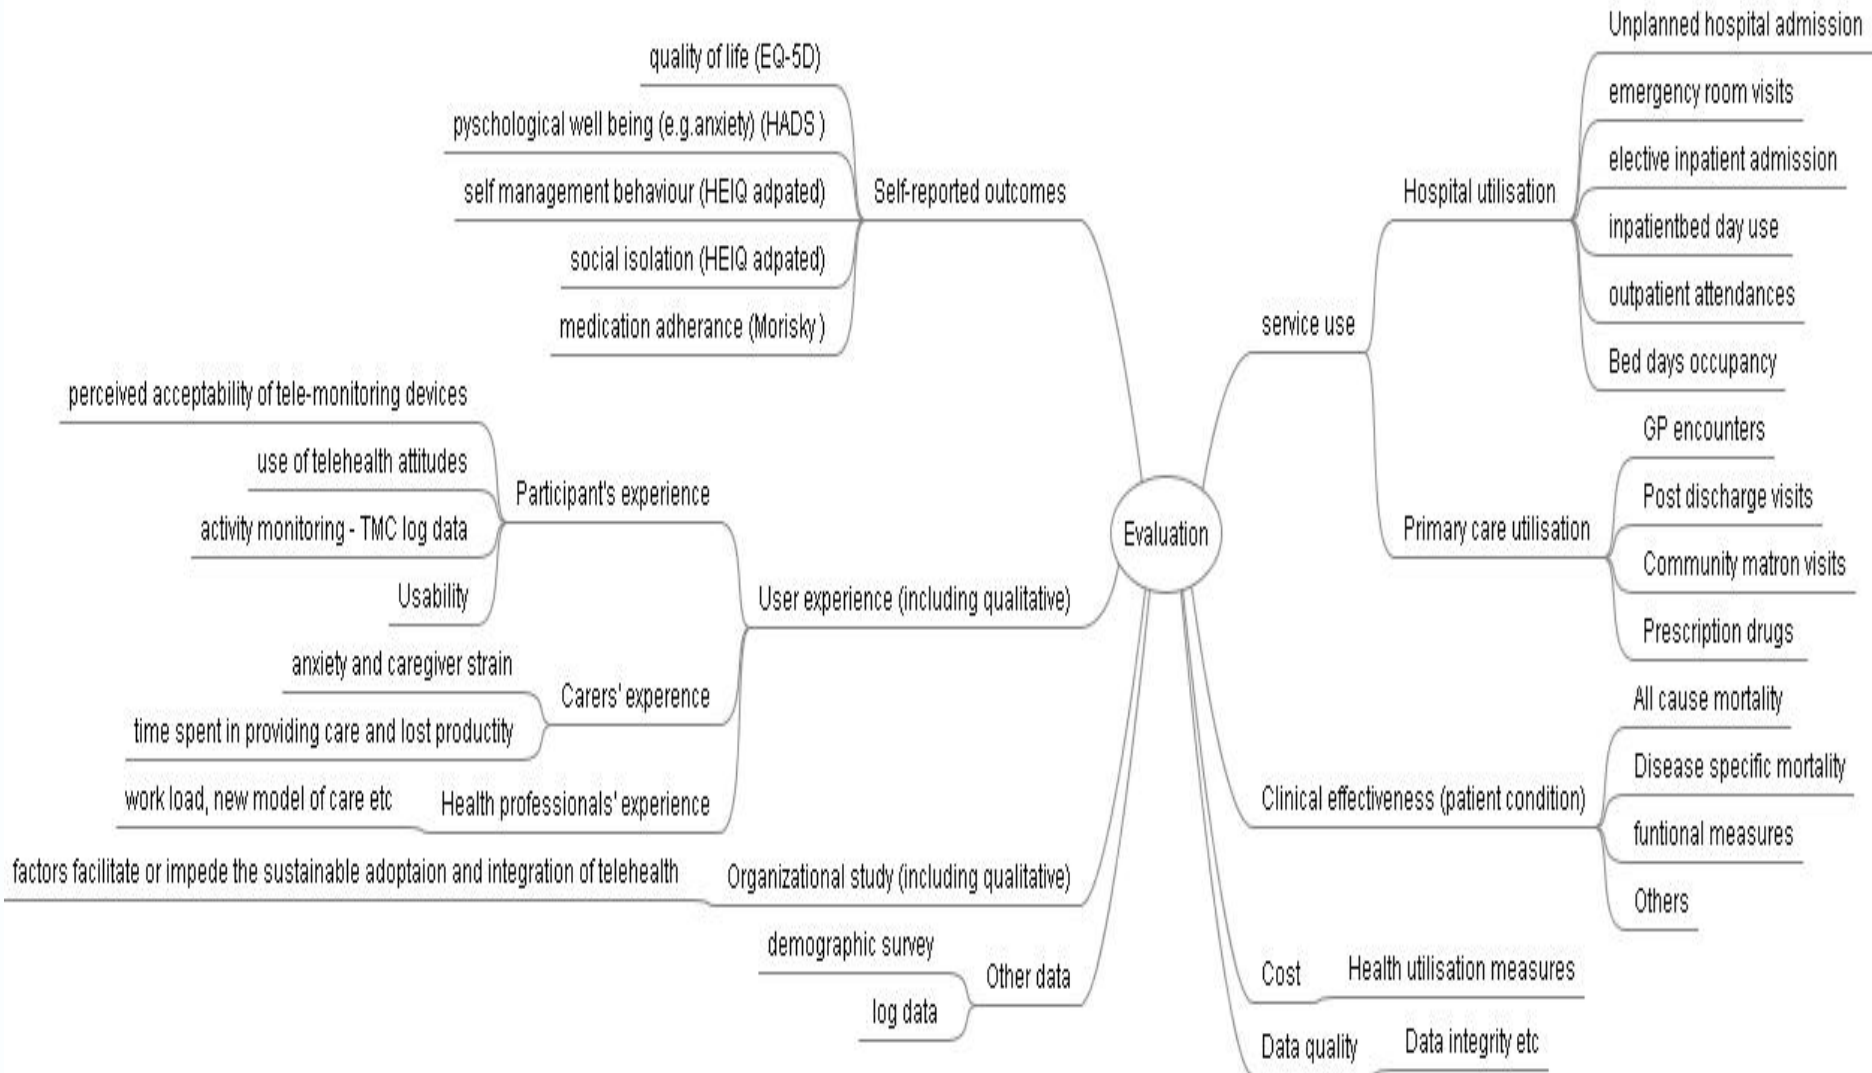 quality of life (EQ-5D)
pyschological well being (e.g.anxiety) (HADS )
self management behaviour (HEIQ adpated)
social isolation (HEIQ adpated)
medication adherance (Morisky )
Self-reported outcomes
perceived acceptability of tele-monitoring devices
use of telehealth attitudes
activity monitoring - TMC log data
Usability
Participant's experience
anxiety and caregiver strain
time spent in providing care and lost productity
Carers' experence
work load, new model of care etc
Health professionals' experience
User experience (including qualitative)
factors facilitate or impede the sustainable adoptaion and integration of telehealth
Organizational study (including qualitative)
demographic survey
log data
Other data
Evaluation
service use
Hospital utilisation
Unplanned hospital admission
emergency room visits
elective inpatient admission
inpatientbed day use
outpatient attendances
Bed days occupancy
Primary care utilisation
GP encounters
Post discharge visits
Community matron visits
Prescription drugs
Clinical effectiveness (patient condition)
All cause mortality
Disease specific mortality
funtional measures
Others
Cost
Health utilisation measures
Data quality
Data integrity etc